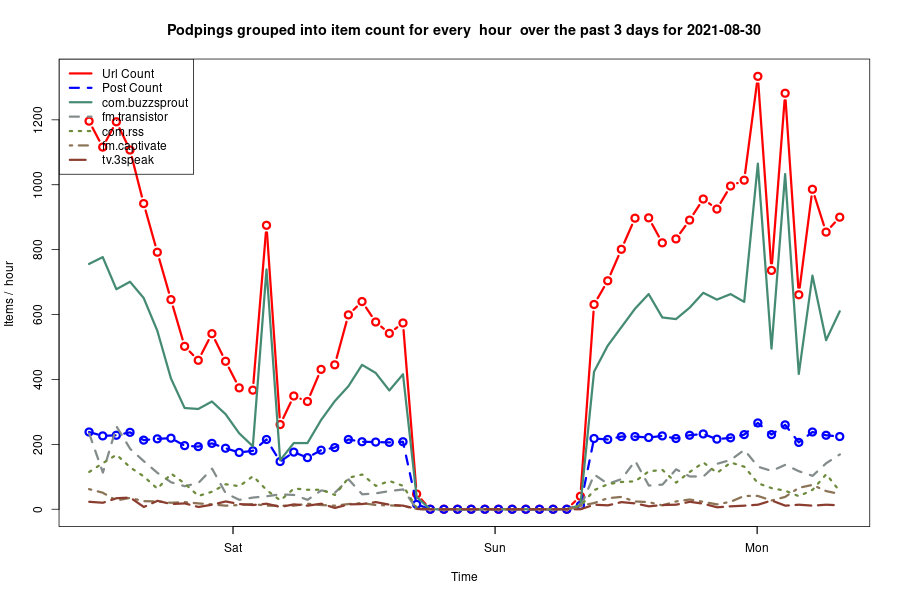 Podpings grouped into item count for every  hour  over the past 3 days for 2021-08-30
Url Count
Post Count
com.buzzsprout
fm.transistor
com.rss
fm.captivate
tv.3speak
Items /  hour
1200
1000
800
600
400
200
0
Sat
Sun
Mon
Time